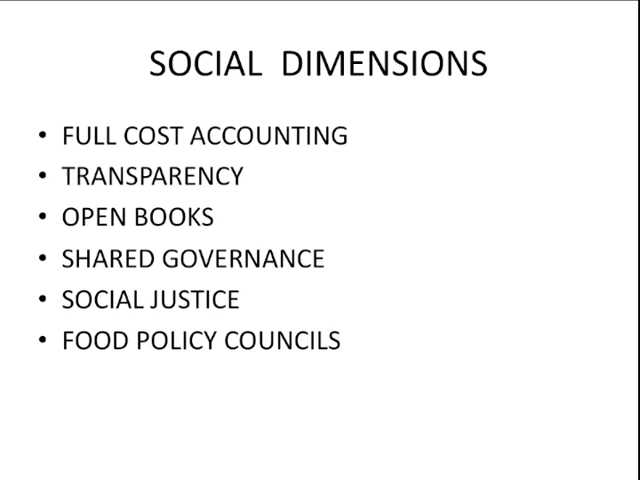 SOCIAL DIMENSIONS
• FULL COST ACCOUNTING
• TRANSPARENCY
• OPEN BOOKS
• SHARED GOVERNANCE
• SOCIAL JUSTICE
• FOOD POLICY COUNCILS